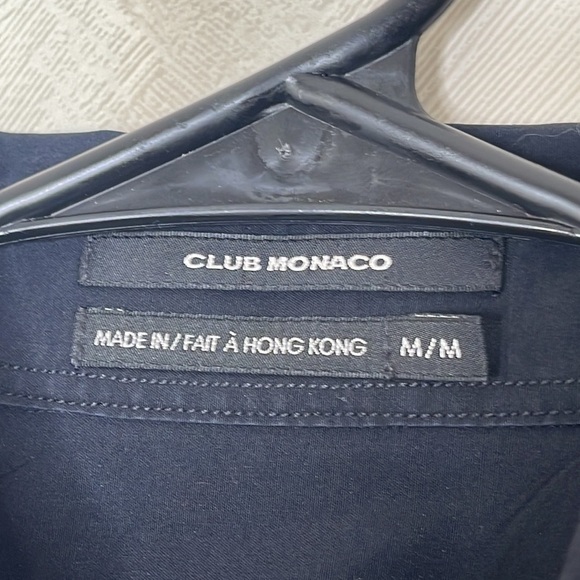 CLUB MONACO
MADE IN / FAIT À HONG KONG M/M